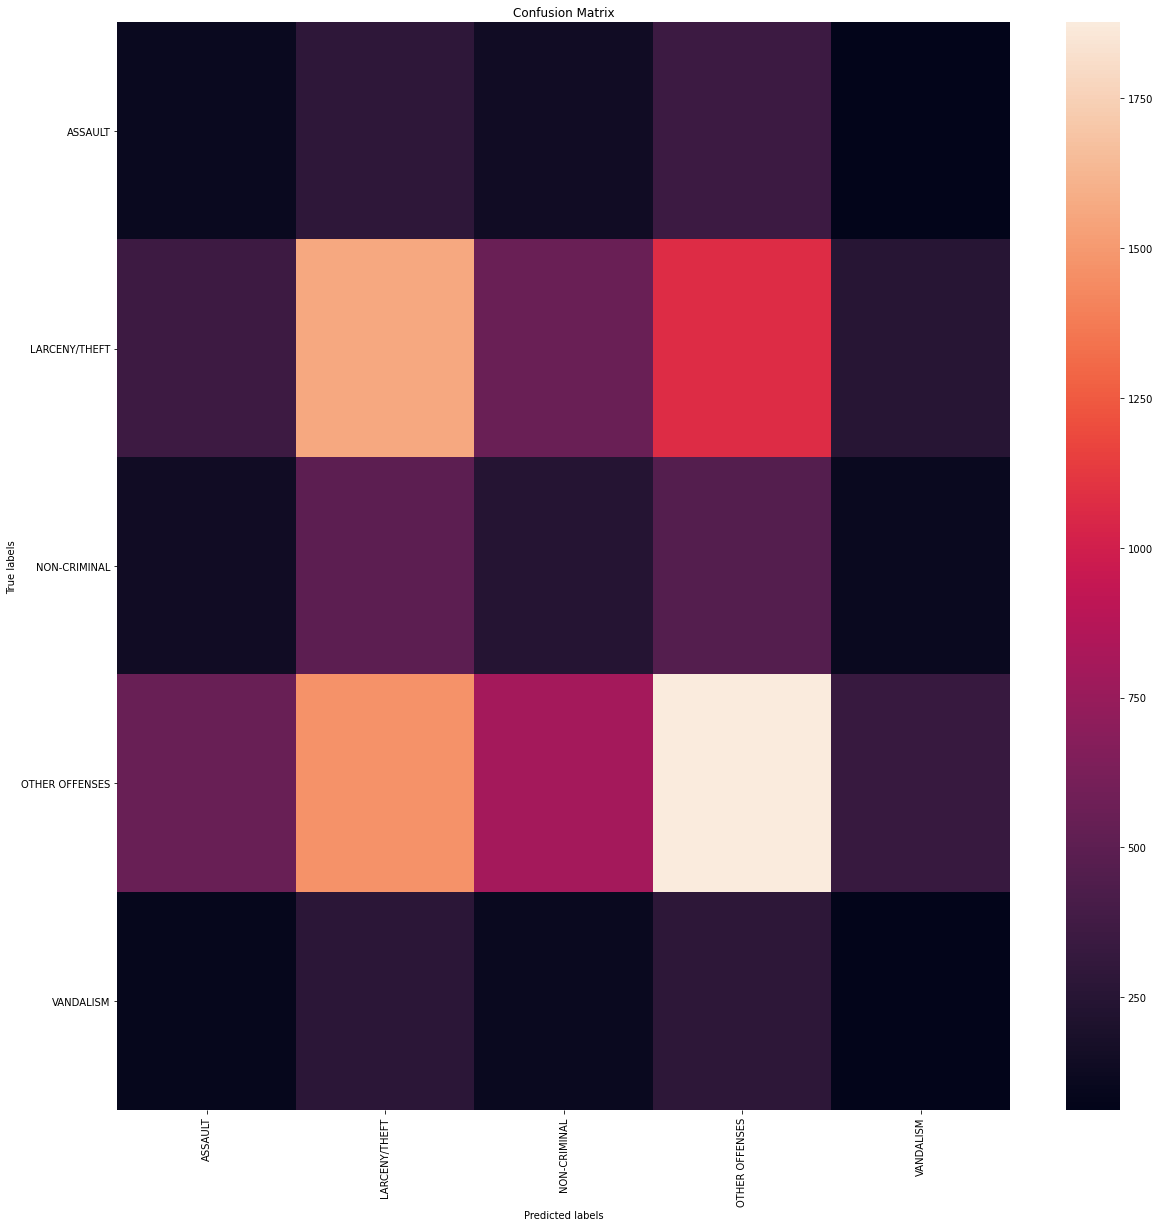 Confusion Matrix
ASSAULT
LARCENY/THEFT
NON-CRIMINAL
OTHER OFFENSES
VANDALISM
True labels
ASSAULT
LARCENY/THEFT
NON-CRIMINAL
OTHER OFFENSES
VANDALISM
Predicted labels
1750
1500
1250
1000
750
500
250